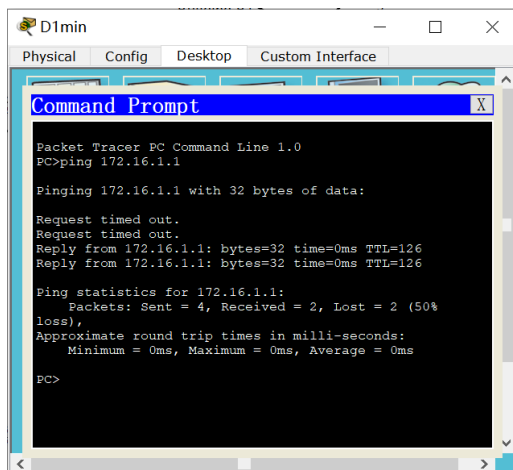 D1min
Physical Config Desktop Custom Interface
Command Prompt X
Packet Tracer PC Command Line 1.0
PC>ping 172.16.1.1
Pinging 172.16.1.1 with 32 bytes of data:
Request timed out.
Request timed out.
Reply from 172.16.1.1: bytes=32 time=0ms TTL=126
Reply from 172.16.1.1: bytes=32 time=0ms TTL=126
Ping statistics for 172.16.1.1:
Packets: Sent = 4, Received = 2, Lost = 2 (50%
loss),
Approximate round trip times in milli-seconds:
Minimum = 0ms, Maximum = 0ms, Average = 0ms
PC>